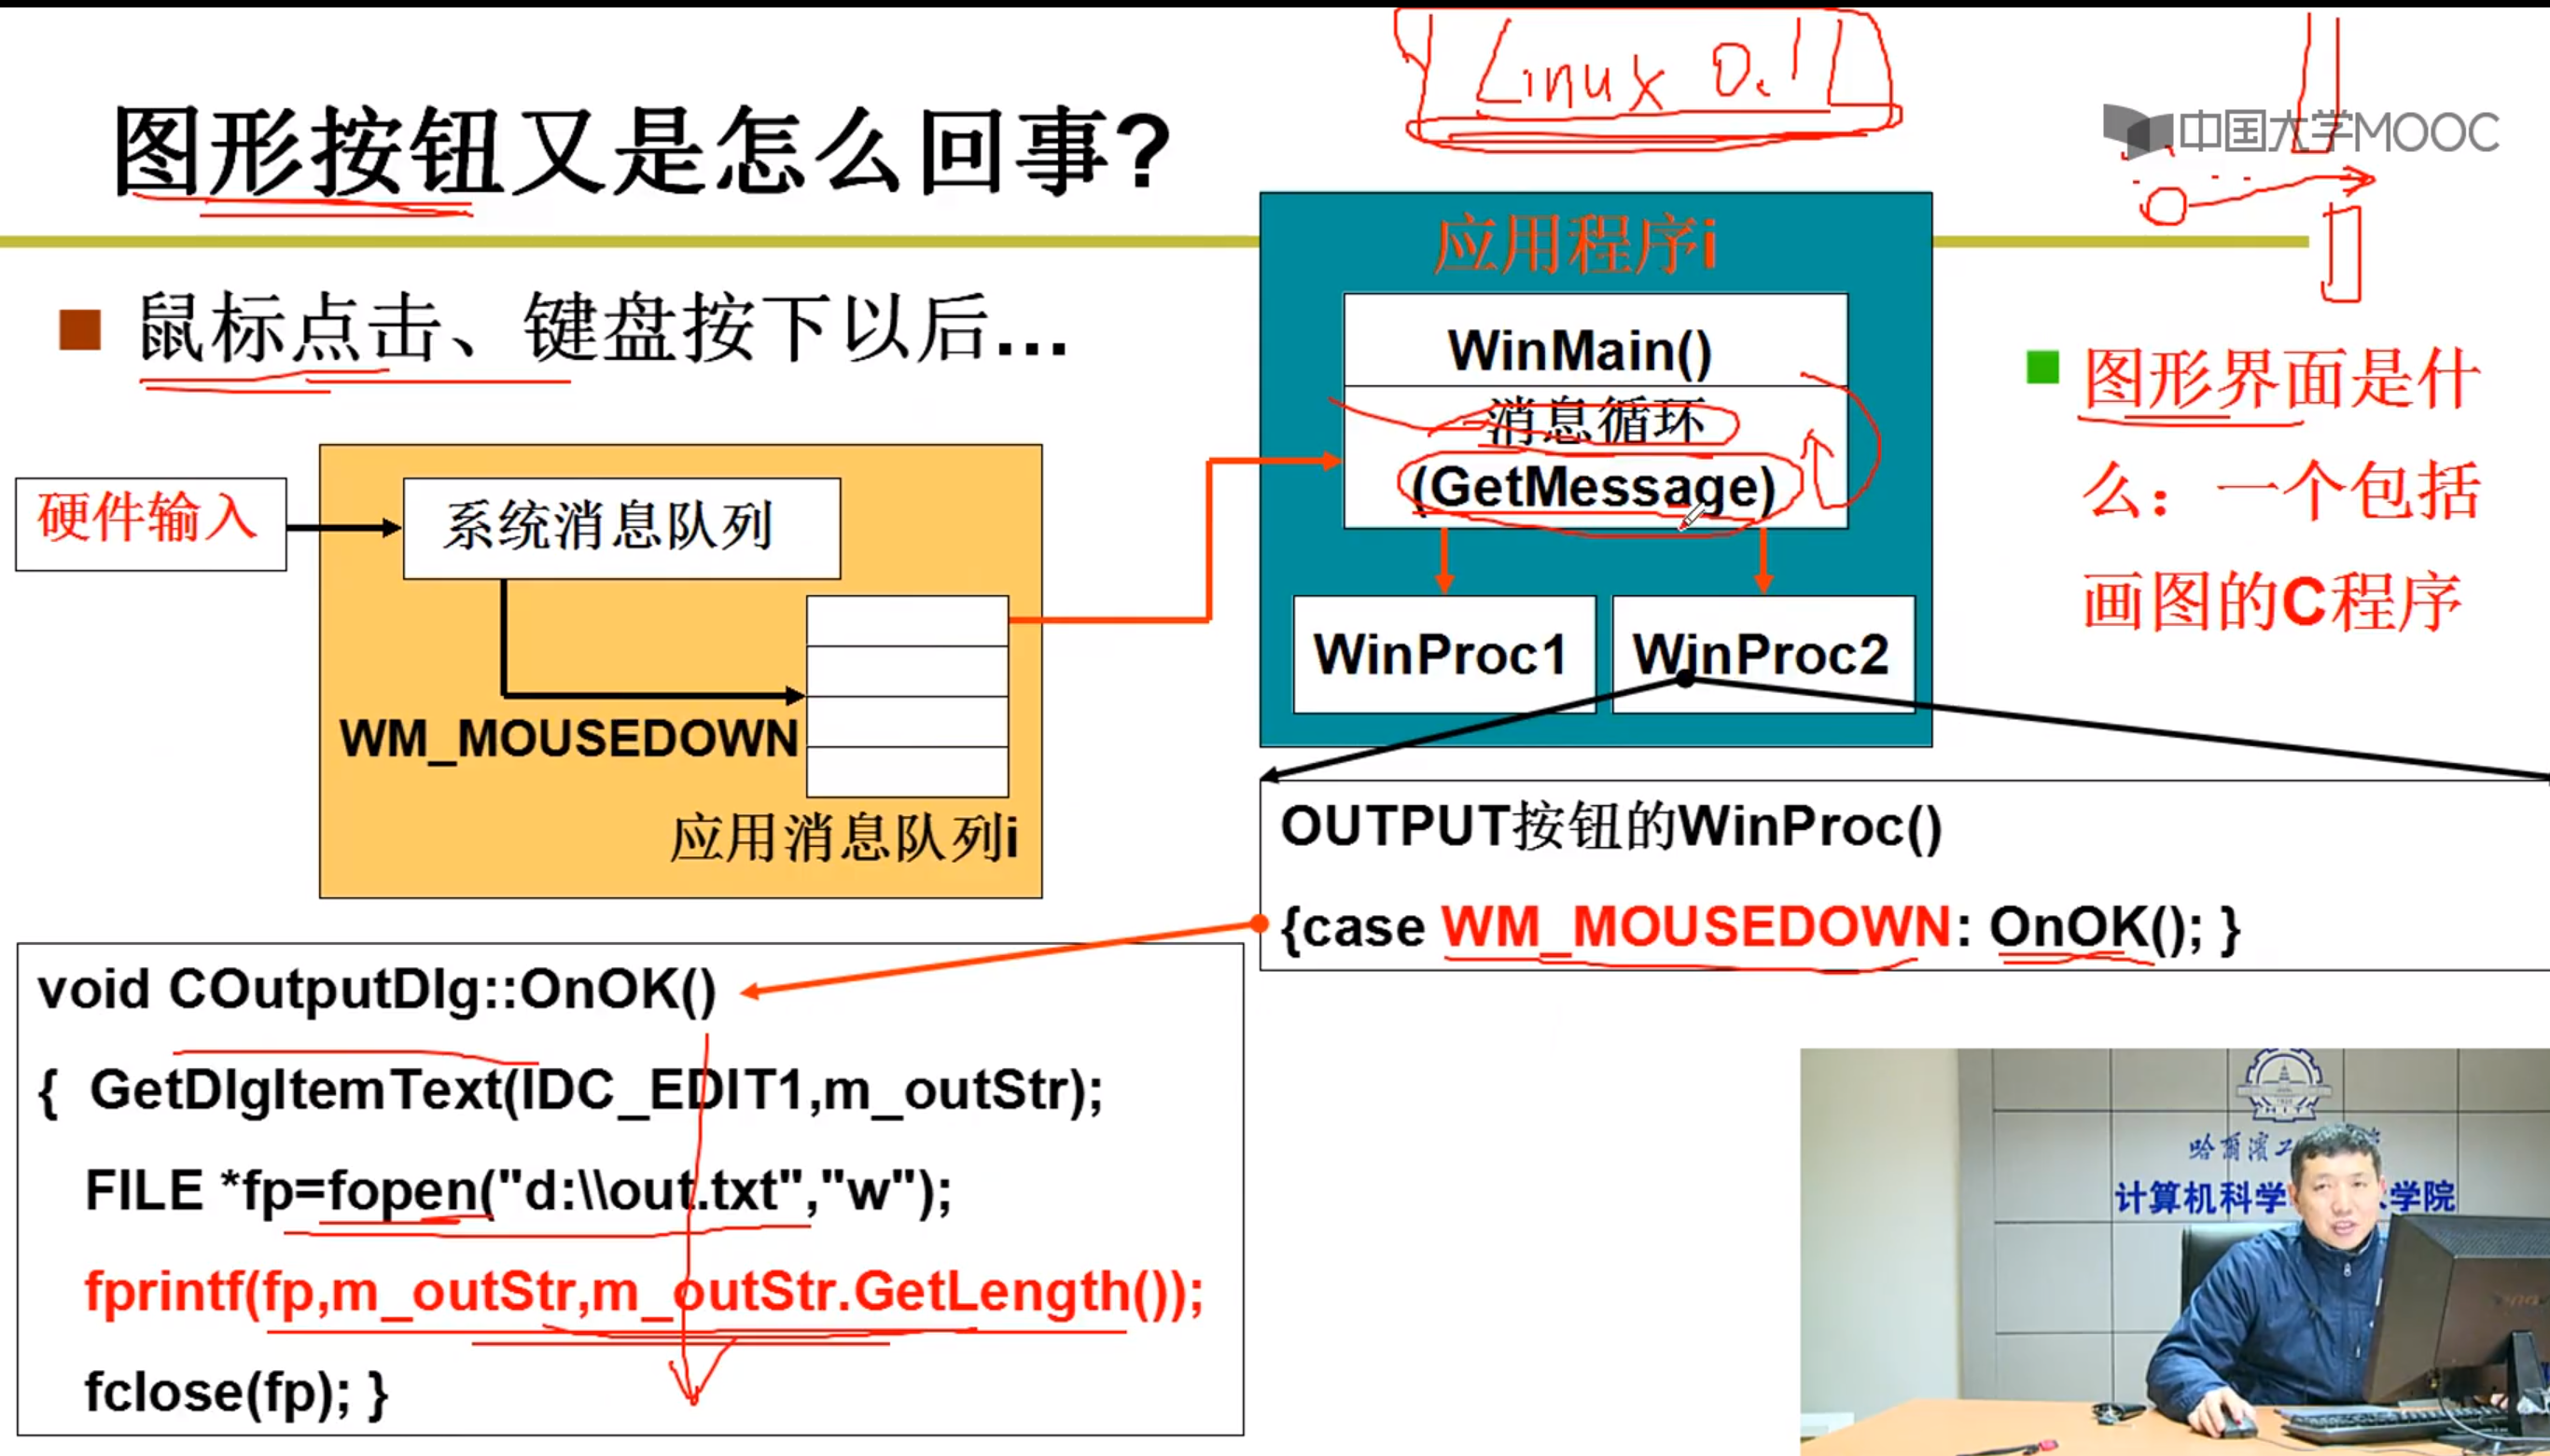 Linux 0.11
图形按钮又是怎么回事?
中国大学MOOC
鼠标点击、键盘按下以后...
应用程序i
WinMain()
消息循环
(GetMessage)
WinProc1
WinProc2
图形界面是什
么：一个包括
画图的C程序
硬件输入
系统消息队列
WM_MOUSEDOWN
应用消息队列i
OUTPUT按钮的WinProc()
{case WM_MOUSEDOWN: OnOK(); }
void COutputDlg::OnOK()
{ GetDlgItemText(IDC_EDIT1,m_outStr);
FILE *fp=fopen("d:\\out.txt","w");
fprintf(fp,m_outStr,m_outStr.GetLength());
fclose(fp); }
HIT
哈爾濱工
计算机科学 学院